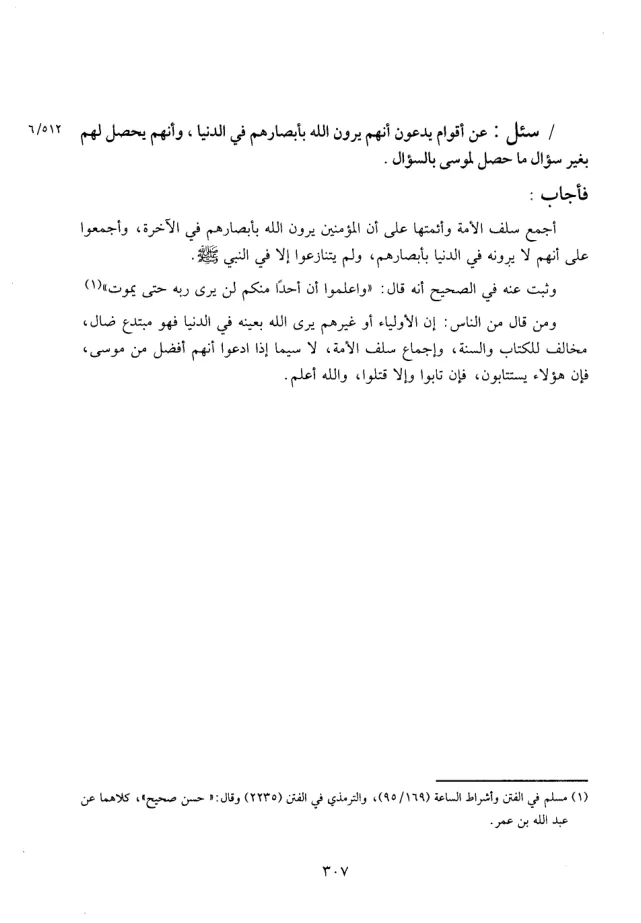 / سئل : عن أقوام يدعون أنهم يرون الله بأبصارهم في الدنيا ، وأنهم يحصل لهم ٦/٥١٢
بغير سؤال ما حصل لموسى بالسؤال .
فأجاب :
أجمع سلف الأمة وأئمتها على أن المؤمنين يرون الله بأبصارهم في الآخرة، وأجمعوا
على أنهم لا يرونه في الدنيا بأبصارهم، ولم يتنازعوا إلا في النبي ﷺ.
وثبت عنه في الصحيح أنه قال: «واعلموا أن أحدًا منكم لن يرى ربه حتى يموت»(١)
ومن قال من الناس: إن الأولياء أو غيرهم يرى الله بعينه في الدنيا فهو مبتدع ضال،
مخالف للكتاب والسنة، وإجماع سلف الأمة، لا سيما إذا ادعوا أنهم أفضل من موسى،
فإن هؤلاء يستتابون، فإن تابوا وإلا قتلوا، والله أعلم.
(١) مسلم في الفتن وأشراط الساعة (٩٥/١٦٩)، والترمذي في الفتن (٢٢٣٥) وقال:« حسن صحيح»، كلاهما عن
عبد الله بن عمر.
٣٠٧